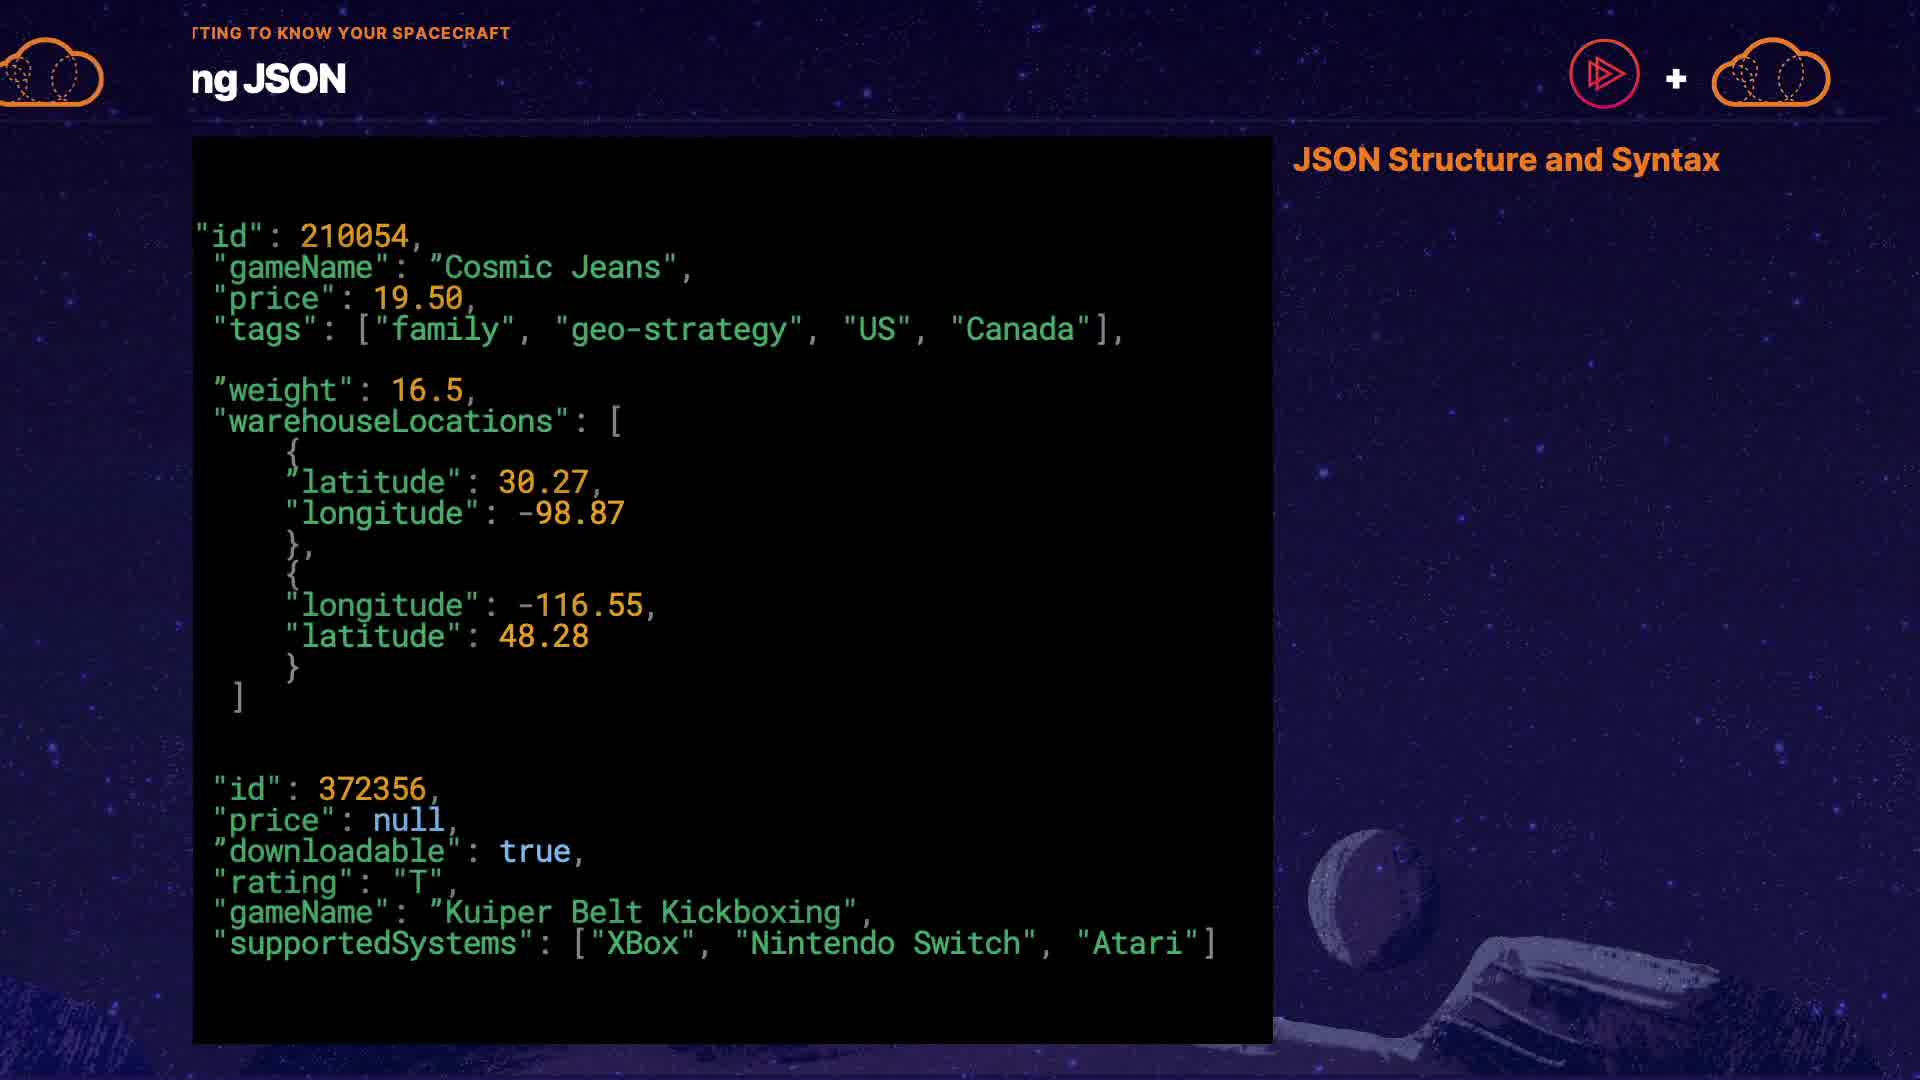 TTING TO KNOW YOUR SPACECRAFT
ng JSON
+
JSON Structure and Syntax
"id": 210054,
"gameName": ”Cosmic Jeans",
"price": 19.50,
"tags": ["family", "geo-strategy", "US", "Canada"],
”weight": 16.5,
"warehouseLocations": [
{
”latitude": 30.27,
"longitude": -98.87
},
{
"longitude": -116.55,
"latitude": 48.28
}
]
"id": 372356,
"price": null,
”downloadable": true,
"rating": "T",
"gameName": ”Kuiper Belt Kickboxing",
"supportedSystems": ["XBox", "Nintendo Switch", "Atari"]